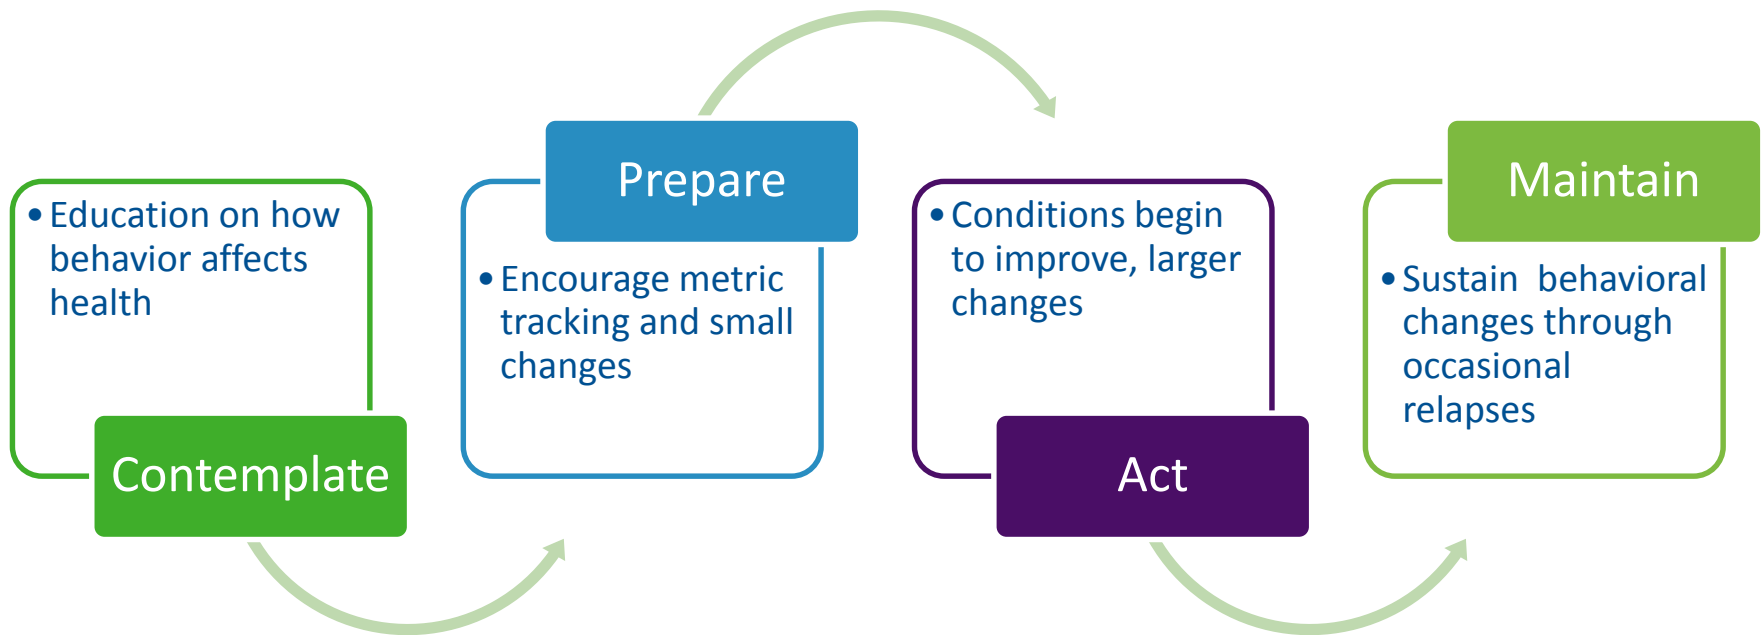 • Education on how
behavior affects
health
Contemplate
Prepare
• Encourage metric
tracking and small
changes
• Conditions begin
to improve, larger
changes
Act
Maintain
• Sustain  behavioral
changes through
occasional
relapses